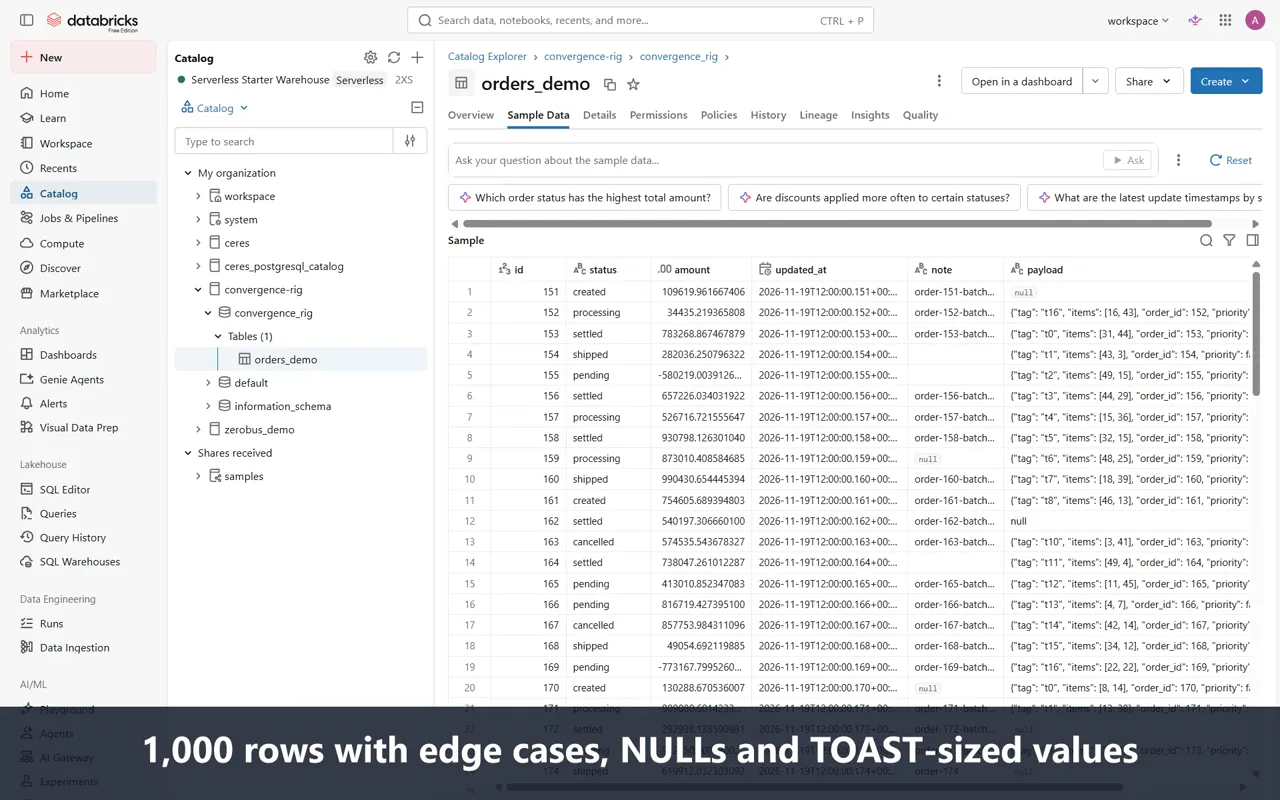 databricks
Free Edition
Search data, notebooks, recents, and more...
CTRL + P
workspace
A
New
Home
Learn
Workspace
Recents
Catalog
Jobs & Pipelines
Compute
Discover
Marketplace
Analytics
Dashboards
Genie Agents
Alerts
Visual Data Prep
Lakehouse
SQL Editor
Queries
Query History
SQL Warehouses
Data Engineering
Runs
Data Ingestion
AI/ML
Playground
Agents
AI Gateway
Experiments
Catalog
Serverless Starter Warehouse Serverless 2XS
Catalog
Type to search
My organization
workspace
system
ceres
ceres_postgresql_catalog
convergence-rig
convergence_rig
Tables (1)
orders_demo
default
information_schema
zerobus_demo
Shares received
samples
Catalog Explorer > convergence-rig > convergence_rig >
orders_demo
Open in a dashboard
Share
Create
Overview Sample Data Details Permissions Policies History Lineage Insights Quality
Ask your question about the sample data...
Ask
Reset
Which order status has the highest total amount?
Are discounts applied more often to certain statuses?
What are the latest update timestamps by s
Sample
id status amount updated_at note payload
1 151 created 109619.961667406 2026-11-19T12:00:00.151+00:... order-151-batch... null
2 152 processing 34435.219365808 2026-11-19T12:00:00.152+00:... order-152-batch... {"tag": "t16", "items": [16, 43], "order_id": 152, "priority"
3 153 settled 783268.867467879 2026-11-19T12:00:00.153+00:... order-153-batch... {"tag": "t0", "items": [31, 44], "order_id": 153, "priority":
4 154 shipped 282036.250796322 2026-11-19T12:00:00.154+00:... {"tag": "t1", "items": [43, 3], "order_id": 154, "priority": f
5 155 pending -580219.0039126... 2026-11-19T12:00:00.155+00:... {"tag": "t2", "items": [49, 15], "order_id": 155, "priority":
6 156 settled 657226.034031922 2026-11-19T12:00:00.156+00:... order-156-batch... {"tag": "t3", "items": [44, 29], "order_id": 156, "priority":
7 157 processing 526716.721555647 2026-11-19T12:00:00.157+00:... order-157-batch... {"tag": "t4", "items": [15, 36], "order_id": 157, "priority":
8 158 settled 930798.126301040 2026-11-19T12:00:00.158+00:... order-158-batch... {"tag": "t5", "items": [32, 15], "order_id": 158, "priority":
9 159 processing 873010.408584685 2026-11-19T12:00:00.159+00:... null {"tag": "t6", "items": [48, 25], "order_id": 159, "priority":
10 160 shipped 990430.654445394 2026-11-19T12:00:00.160+00:... order-160-batch... {"tag": "t7", "items": [18, 39], "order_id": 160, "priority":
11 161 created 754605.689394803 2026-11-19T12:00:00.161+00:... order-161-batch... {"tag": "t8", "items": [46, 13], "order_id": 161, "priority":
12 162 settled 540197.306660100 2026-11-19T12:00:00.162+00:... order-162-batch... null
13 163 cancelled 574535.543678327 2026-11-19T12:00:00.163+00:... order-163-batch... {"tag": "t10", "items": [3, 41], "order_id": 163, "priority":
14 164 settled 738047.261012287 2026-11-19T12:00:00.164+00:... {"tag": "t11", "items": [49, 4], "order_id": 164, "priority":
15 165 pending 413010.852347083 2026-11-19T12:00:00.165+00:... order-165-batch... {"tag": "t12", "items": [11, 45], "order_id": 165, "priority"
16 166 pending 816719.427395100 2026-11-19T12:00:00.166+00:... order-166-batch... {"tag": "t13", "items": [4, 7], "order_id": 166, "priority": f
17 167 cancelled 857753.984311096 2026-11-19T12:00:00.167+00:... order-167-batch... {"tag": "t14", "items": [42, 14], "order_id": 167, "priority"
18 168 shipped 49054.692119885 2026-11-19T12:00:00.168+00:... order-168-batch... {"tag": "t15", "items": [34, 12], "order_id": 168, "priority"
19 169 pending -773167.7995260... 2026-11-19T12:00:00.169+00:... order-169-batch... {"tag": "t16", "items": [22, 22], "order_id": 169, "priority"
20 170 created 130288.670536007 2026-11-19T12:00:00.170+00:... null {"tag": "t0", "items": [8, 14], "order_id": 170, "priority": f
1,000 rows with edge cases, NULLs and TOAST-sized values